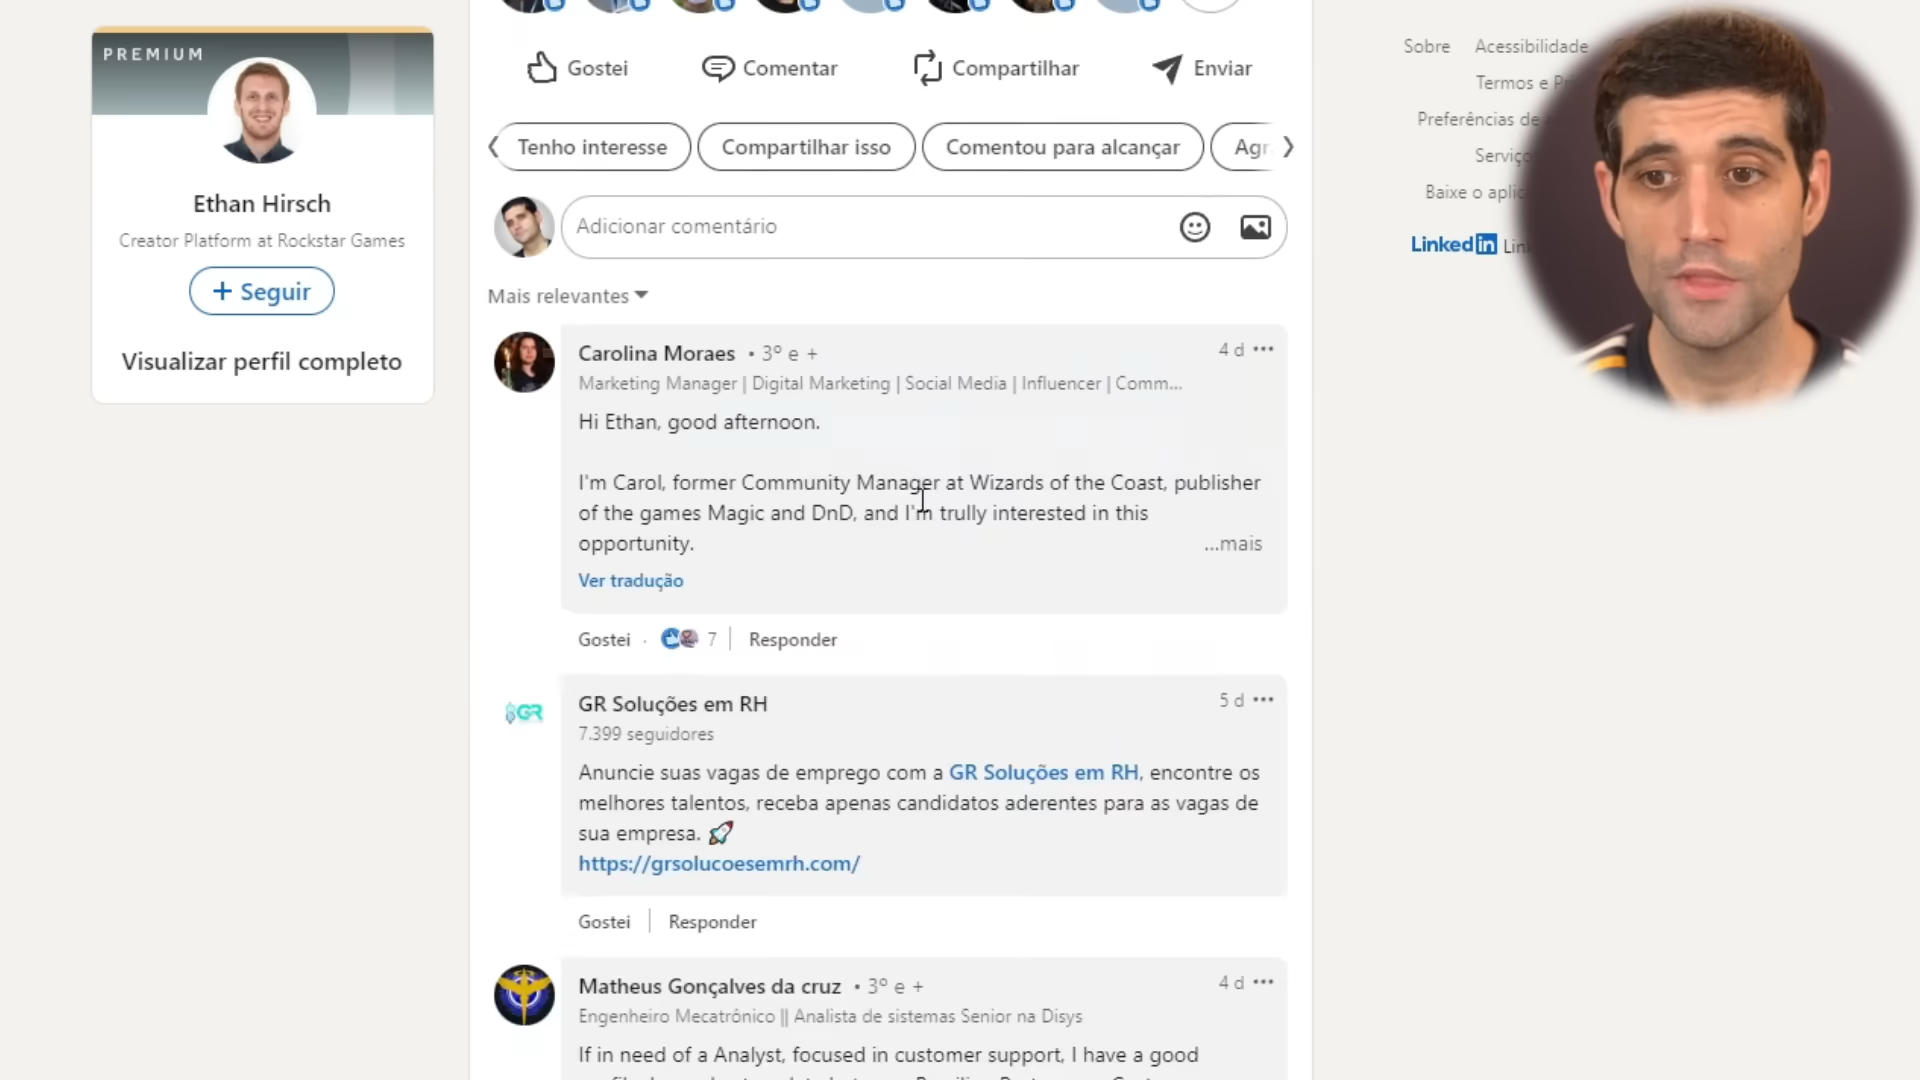 PREMIUM
Ethan Hirsch
Creator Platform at Rockstar Games
+ Seguir
Visualizar perfil completo
Gostei
Comentar
Compartilhar
Enviar
Tenho interesse
Compartilhar isso
Comentou para alcançar
Adicionar comentário
Mais relevantes
Carolina Moraes • 3º e +
4 d
Marketing Manager | Digital Marketing | Social Media | Influencer | Comm...
Hi Ethan, good afternoon.
I'm Carol, former Community Manager at Wizards of the Coast, publisher
of the games Magic and DnD, and I'm trully interested in this
opportunity.
...mais
Ver tradução
Gostei · 7 | Responder
GR
GR Soluções em RH
5 d
7.399 seguidores
Anuncie suas vagas de emprego com a GR Soluções em RH, encontre os
melhores talentos, receba apenas candidatos aderentes para as vagas de
sua empresa. 🚀
https://grsolucoesemrh.com/
Gostei | Responder
Matheus Gonçalves da cruz • 3º e +
4 d
Engenheiro Mecatrônico || Analista de sistemas Senior na Disys
If in need of a Analyst, focused in customer support, I have a good
Sobre Acessibilidade
Termos e
Preferências de
Baixe o
LinkedIn